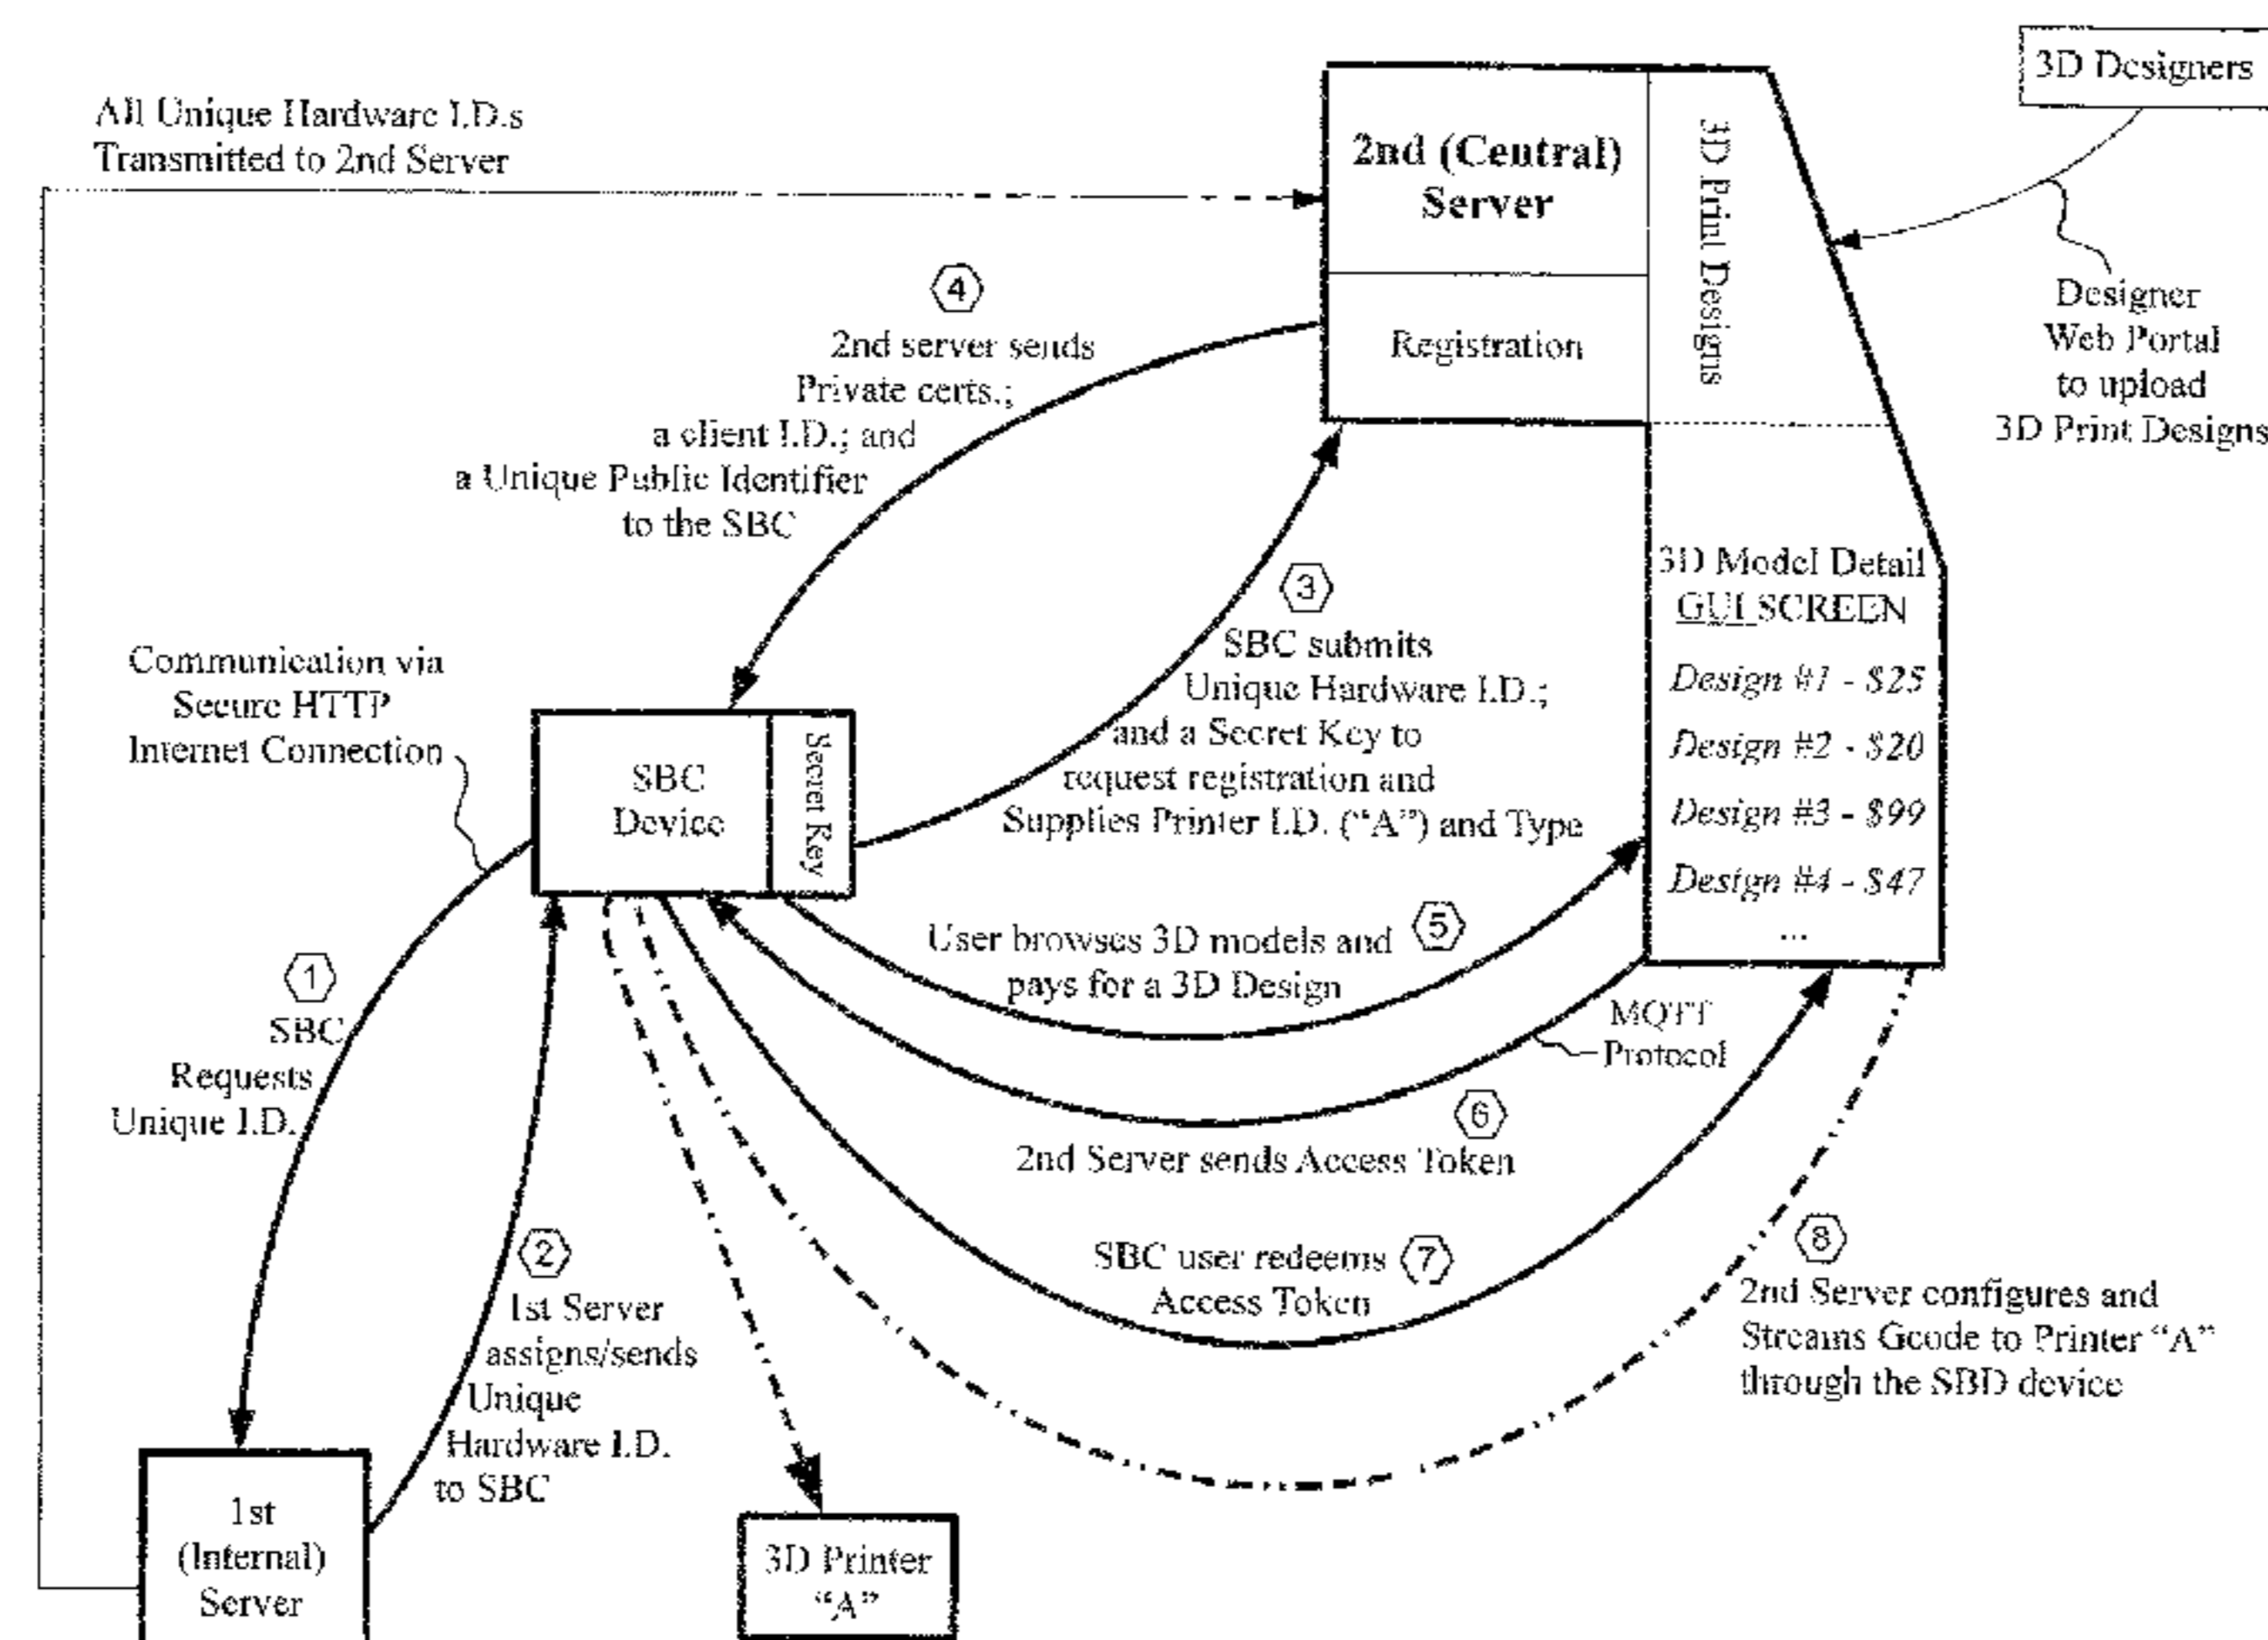 All Unique Hardware I.D.s
Transmitted to 2nd Server
3D Designers
2nd (Central)
Server
Registration
3D Print Designs
Designer
Web Portal
to upload
3D Print Designs
4
2nd server sends
Private certs.;
a client I.D.; and
a Unique Public Identifier
to the SBC
3
SBC submits
Unique Hardware I.D.;
and a Secret Key to
request registration and
Supplies Printer I.D. (“A”) and Type
3D Model Detail
GUI SCREEN
Design #1 - $25
Design #2 - $20
Design #3 - $99
Design #4 - $47
...
Communication via
Secure HTTP
Internet Connection
SBC
Device
Secret Key
1
SBC
Requests
Unique I.D.
2
1st Server
assigns/sends
Unique
Hardware I.D.
to SBC
User browses 3D models and
pays for a 3D Design
5
MQTT
Protocol
6
2nd Server sends Access Token
SBC user redeems
Access Token
7
8
2nd Server configures and
Streams Gcode to Printer “A”
through the SBD device
1st
(Internal)
Server
3D Printer
“A”